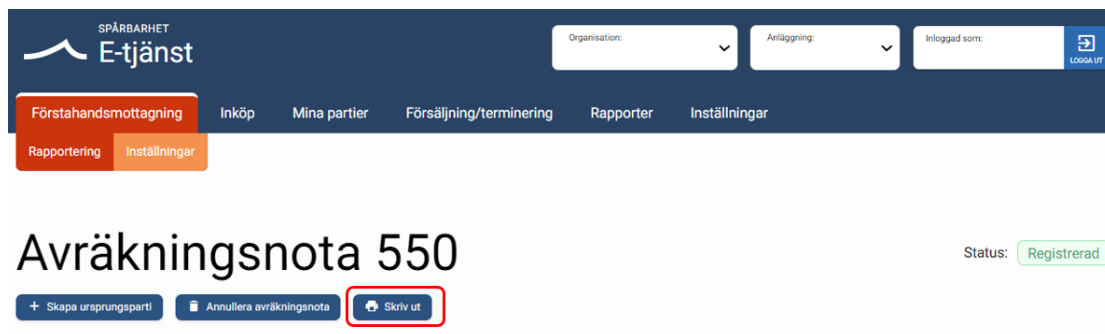 SPÅRBARHET
E-tjänst
Organisation:
Anläggning:
Inloggad som:
LOGGA UT
Förstahandsmottagning Inköp Mina partier Försäljning/terminering Rapporter Inställningar
Rapportering Inställningar
Avräkningsnota 550
Status: Registrerad
+ Skapa ursprungsparti Annullera avräkningsnota Skriv ut